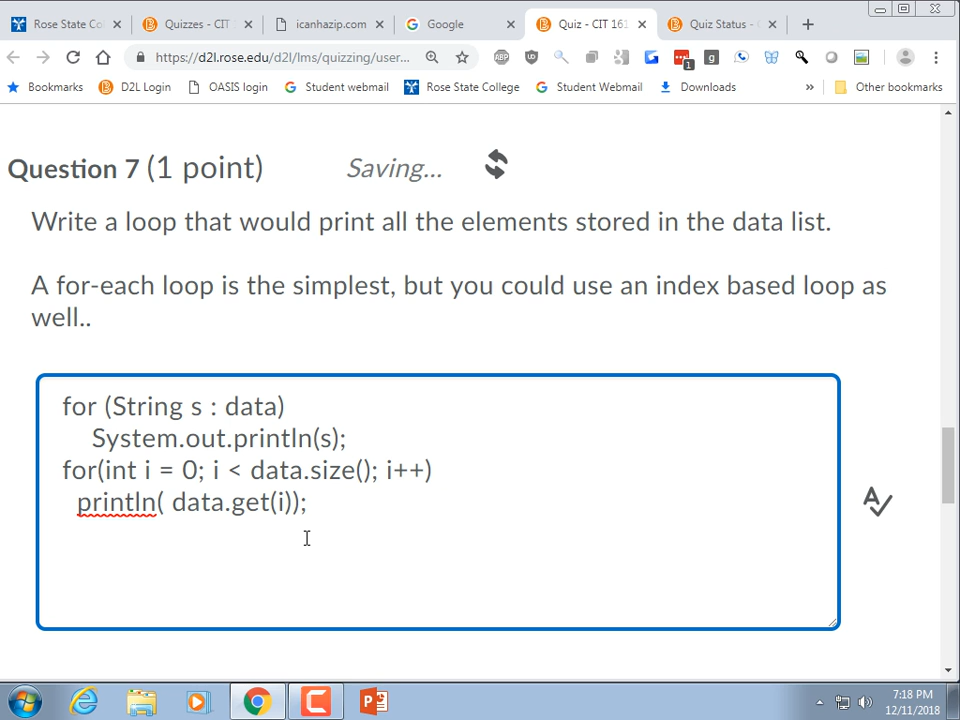 Rose State Col
Quizzes - CIT
icanhazip.com
Google
Quiz - CIT 161
Quiz Status -
https://d2l.rose.edu/d2l/lms/quizzing/user...
ABP
1
g
Bookmarks
D2L Login
OASIS login
Student webmail
Rose State College
Student Webmail
Downloads
»
Other bookmarks
Question 7 (1 point)
Saving...
Write a loop that would print all the elements stored in the data list.
A for-each loop is the simplest, but you could use an index based loop as
well..
for (String s : data)
System.out.println(s);
for(int i = 0; i < data.size(); i++)
println( data.get(i));
7:18 PM
12/11/2018